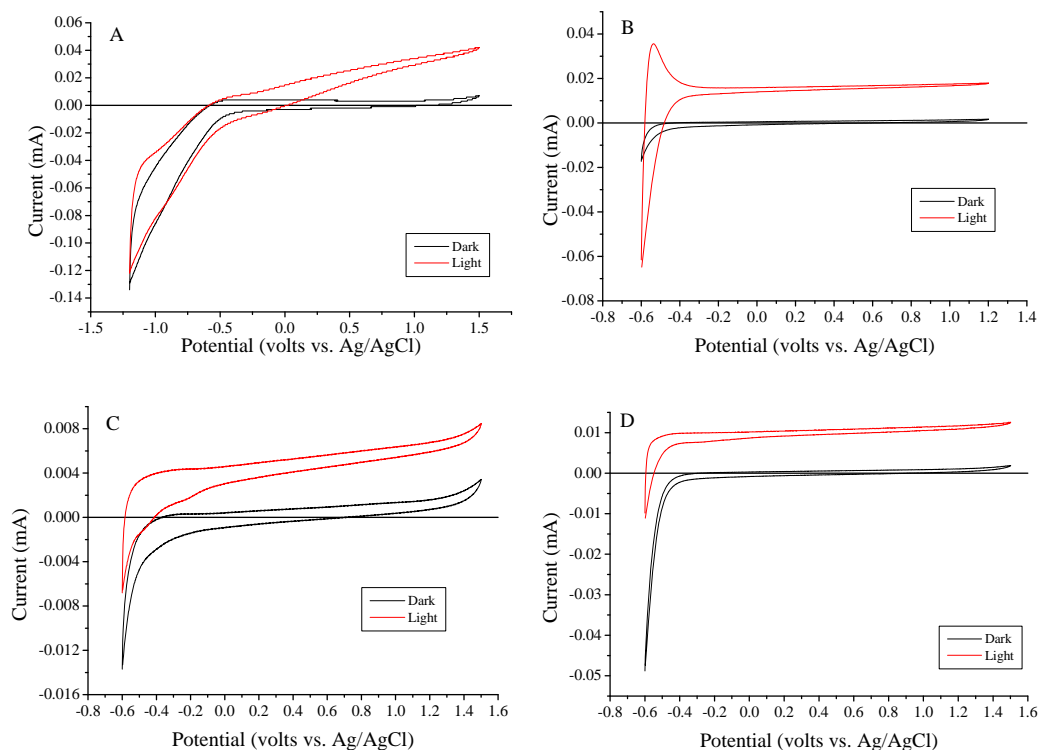 A
Current (mA)
0.06
0.04
0.02
0.00
-0.02
-0.04
-0.06
-0.08
-0.10
-0.12
-0.14
Dark
Light
-1.5 -1.0 -0.5 0.0 0.5 1.0 1.5
Potential (volts vs. Ag/AgCl)
B
Current (mA)
0.04
0.02
0.00
-0.02
-0.04
-0.06
-0.08
Dark
Light
-0.8 -0.6 -0.4 -0.2 0.0 0.2 0.4 0.6 0.8 1.0 1.2 1.4
Potential (volts vs. Ag/AgCl)
C
Current (mA)
0.008
0.004
0.000
-0.004
-0.008
-0.012
-0.016
Dark
Light
-0.8 -0.6 -0.4 -0.2 0.0 0.2 0.4 0.6 0.8 1.0 1.2 1.4 1.6
Potential (volts vs. Ag/AgCl)
D
Current (mA)
0.01
0.00
-0.01
-0.02
-0.03
-0.04
-0.05
Dark
Light
-0.8 -0.6 -0.4 -0.2 0.0 0.2 0.4 0.6 0.8 1.0 1.2 1.4 1.6
Potential (volts vs. Ag/AgCl)